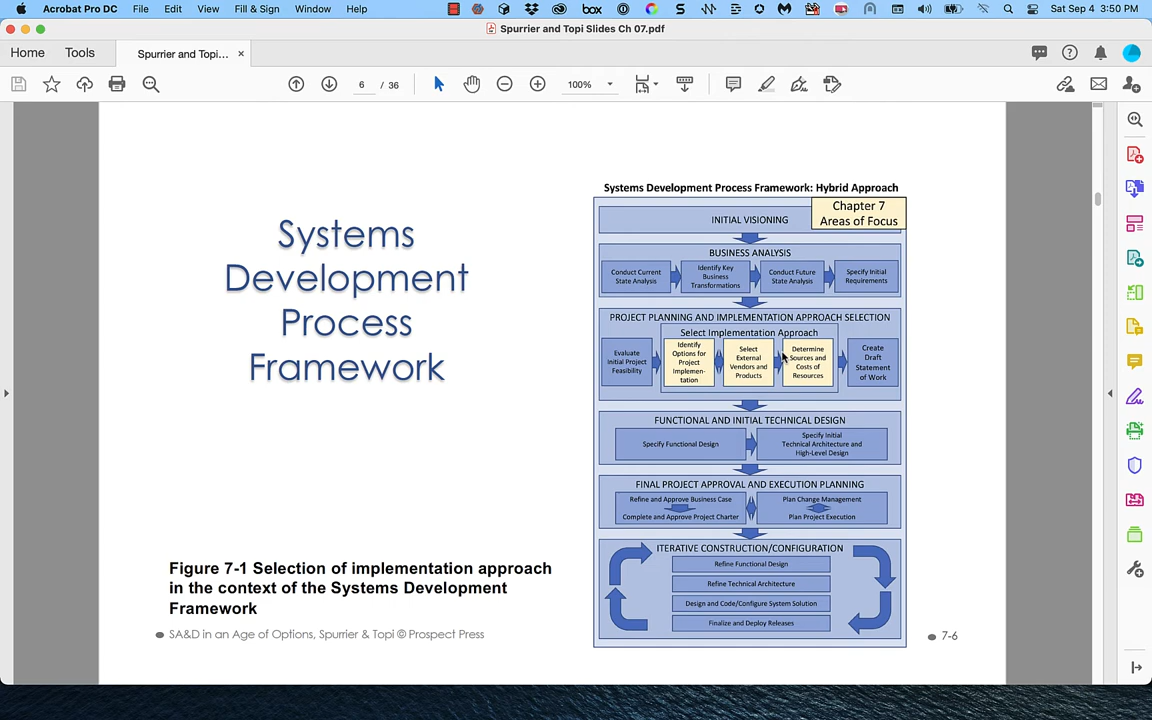 Acrobat Pro DC File Edit View Fill & Sign Window Help
box
Sat Sep 4 3:50 PM
Spurrier and Topi Slides Ch 07.pdf
Home Tools Spurrier and Topi... ×
6 / 36
100%
Systems
Development
Process
Framework
Figure 7-1 Selection of implementation approach
in the context of the Systems Development
Framework
SA&D in an Age of Options, Spurrier & Topi © Prospect Press
Systems Development Process Framework: Hybrid Approach
Chapter 7
Areas of Focus
INITIAL VISIONING
BUSINESS ANALYSIS
Conduct Current
State Analysis
Identify Key
Business
Transformations
Conduct Future
State Analysis
Specify Initial
Requirements
PROJECT PLANNING AND IMPLEMENTATION APPROACH SELECTION
Select Implementation Approach
Evaluate
Initial Project
Feasibility
Identify
Options for
Project
Implemen-
tation
Select
External
Vendors and
Products
Determine
Sources and
Costs of
Resources
Create
Draft
Statement
of Work
FUNCTIONAL AND INITIAL TECHNICAL DESIGN
Specify Functional Design
Specify Initial
Technical Architecture and
High-Level Design
FINAL PROJECT APPROVAL AND EXECUTION PLANNING
Refine and Approve Business Case
Complete and Approve Project Charter
Plan Change Management
Plan Project Execution
ITERATIVE CONSTRUCTION/CONFIGURATION
Refine Functional Design
Refine Technical Architecture
Design and Code/Configure System Solution
Finalize and Deploy Releases
7-6